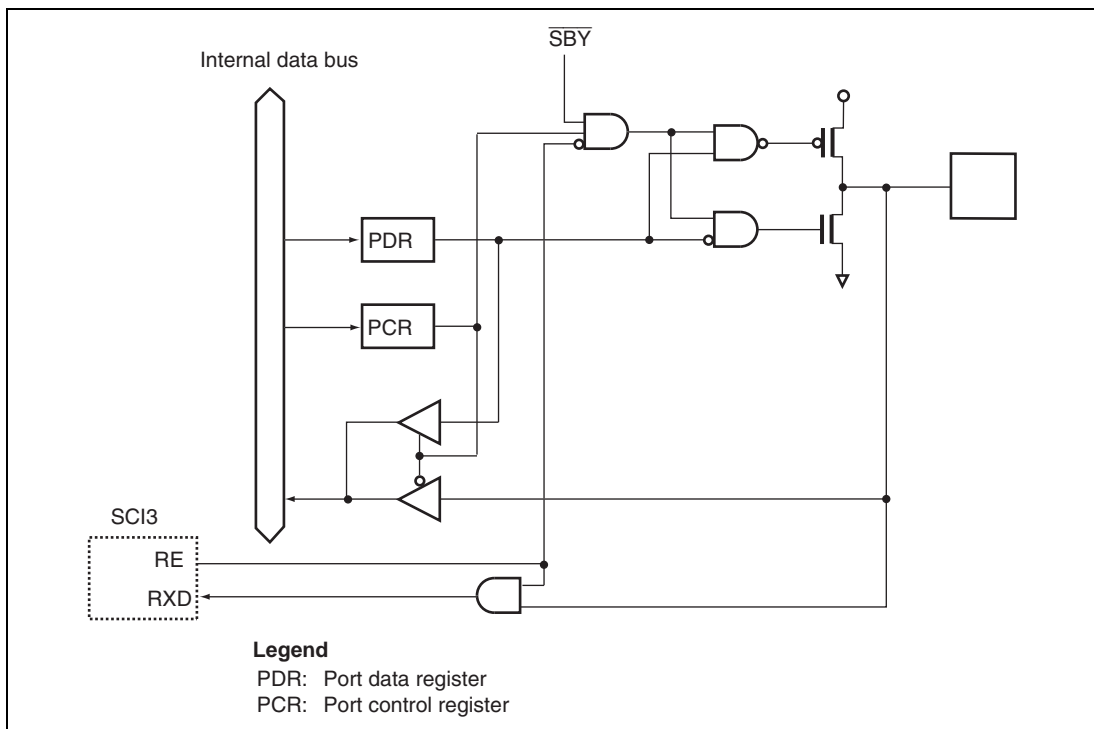 SBY
Internal data bus
PDR
PCR
SCI3
RE
RXD
Legend
PDR: Port data register
PCR: Port control register